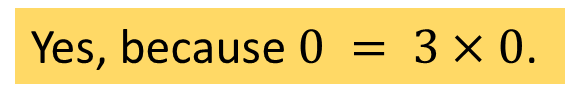 Yes, because 0 = 3 × 0.